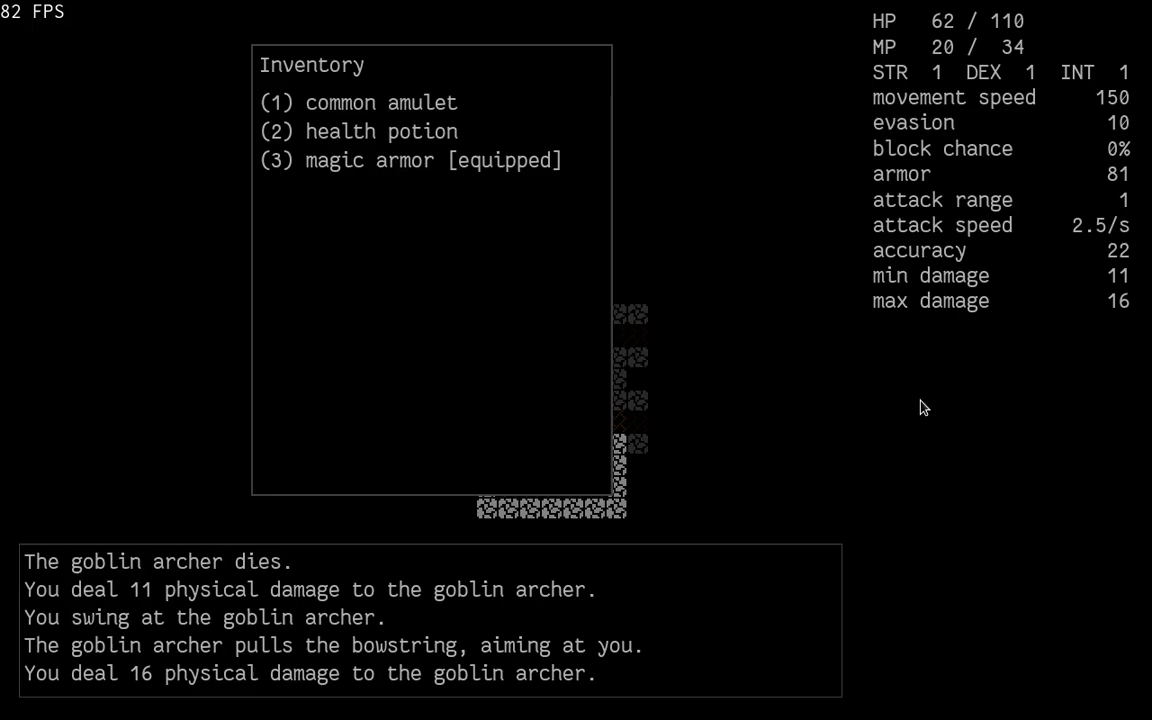 82 FPS
Inventory
(1) common amulet
(2) health potion
(3) magic armor [equipped]
HP 62 / 110
MP 20 / 34
STR 1 DEX 1 INT 1
movement speed 150
evasion 10
block chance 0%
armor 81
attack range 1
attack speed 2.5/s
accuracy 22
min damage 11
max damage 16
The goblin archer dies.
You deal 11 physical damage to the goblin archer.
You swing at the goblin archer.
The goblin archer pulls the bowstring, aiming at you.
You deal 16 physical damage to the goblin archer.